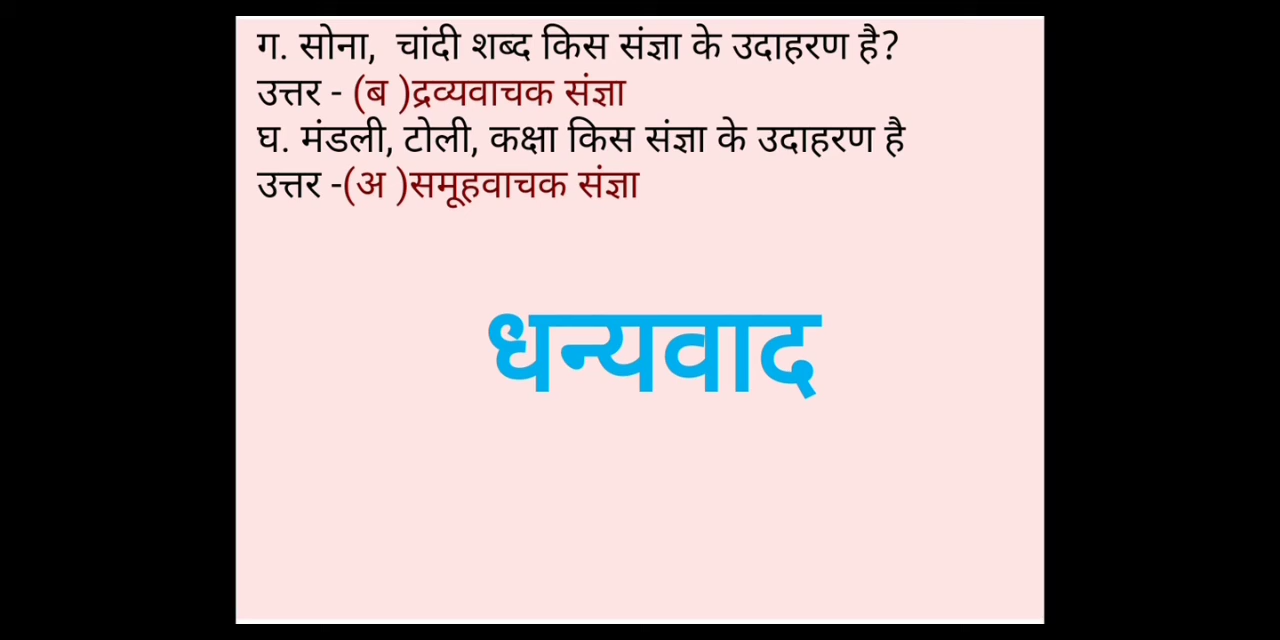 ग. सोना,  चांदी शब्द किस संज्ञा के उदाहरण है?
उत्तर - (ब )द्रव्यवाचक संज्ञा
घ. मंडली, टोली, कक्षा किस संज्ञा के उदाहरण है
उत्तर -(अ )समूहवाचक संज्ञा
धन्यवाद